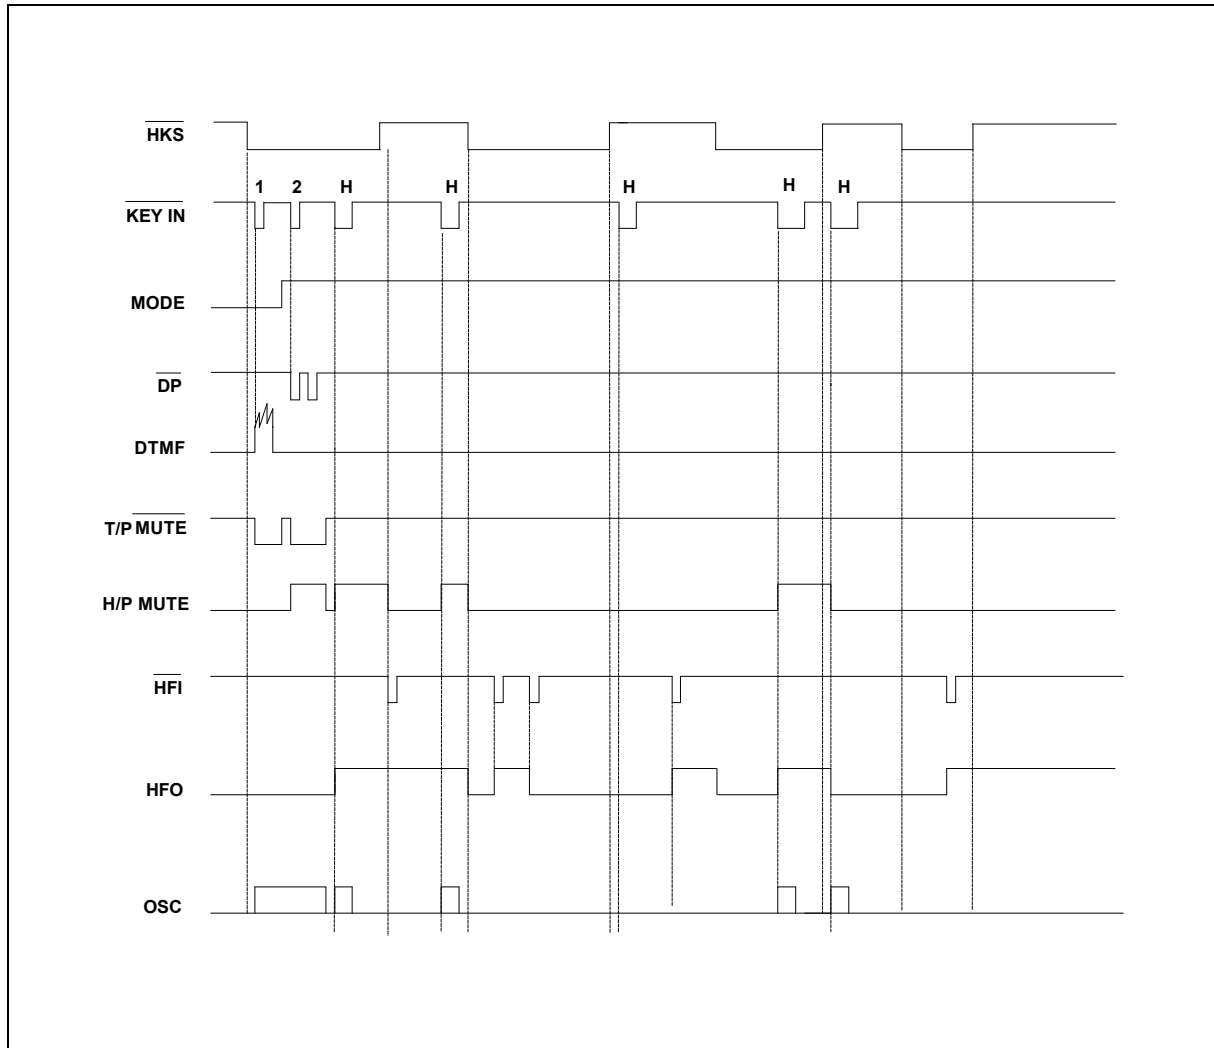 HKS
1 2 H H H H H
KEY IN
MODE
DP
DTMF
T/P MUTE
H/P MUTE
HFI
HFO
OSC